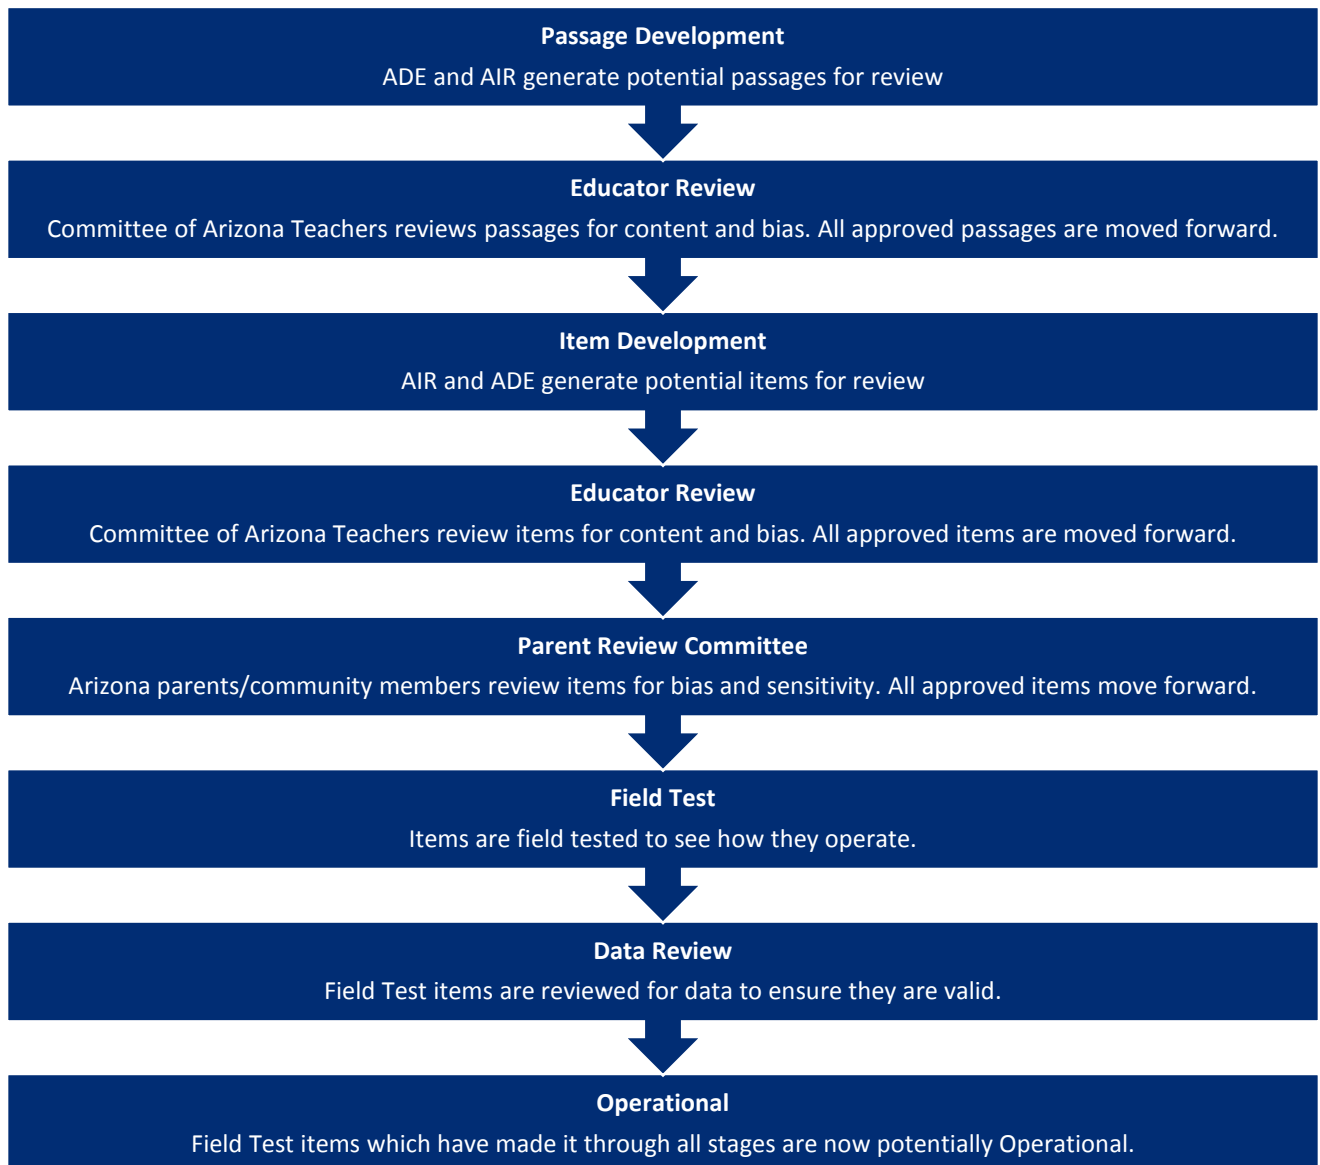 Passage Development
ADE and AIR generate potential passages for review
Educator Review
Committee of Arizona Teachers reviews passages for content and bias. All approved passages are moved forward.
Item Development
AIR and ADE generate potential items for review
Educator Review
Committee of Arizona Teachers review items for content and bias. All approved items are moved forward.
Parent Review Committee
Arizona parents/community members review items for bias and sensitivity. All approved items move forward.
Field Test
Items are field tested to see how they operate.
Data Review
Field Test items are reviewed for data to ensure they are valid.
Operational
Field Test items which have made it through all stages are now potentially Operational.